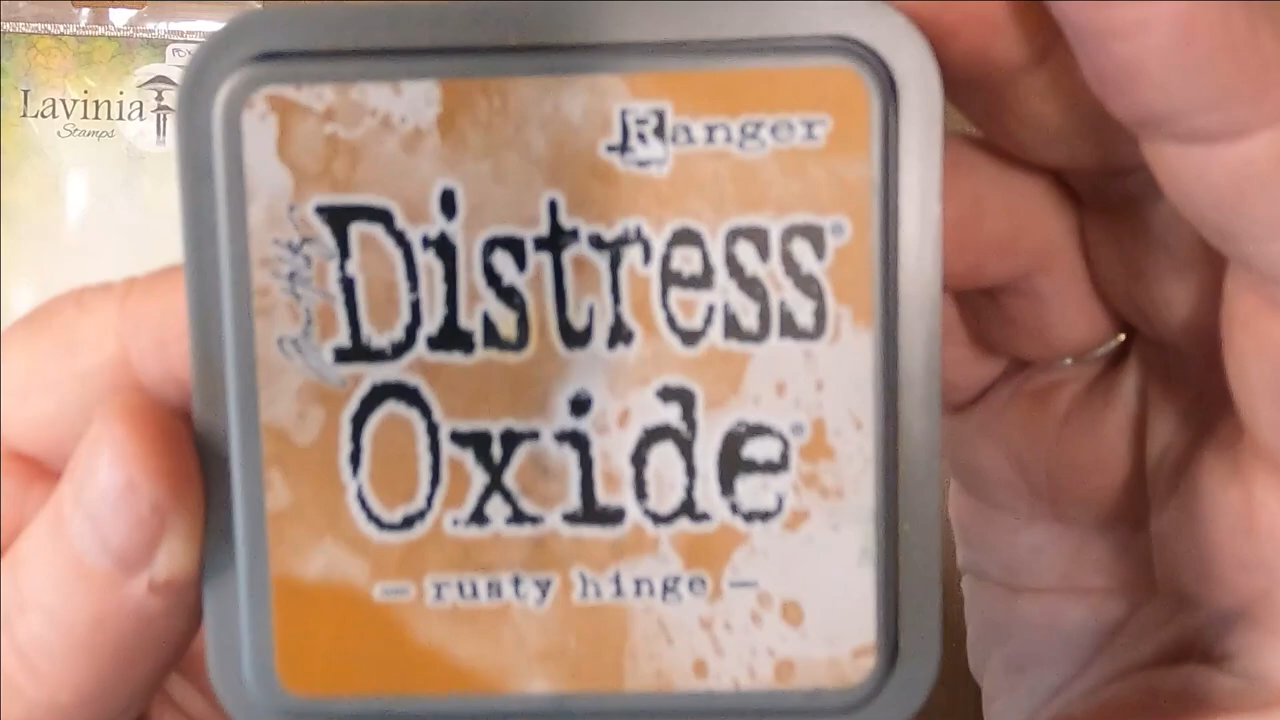 Lavinia
Stamps
Ranger
Distress®
Oxide®
— rusty hinge —